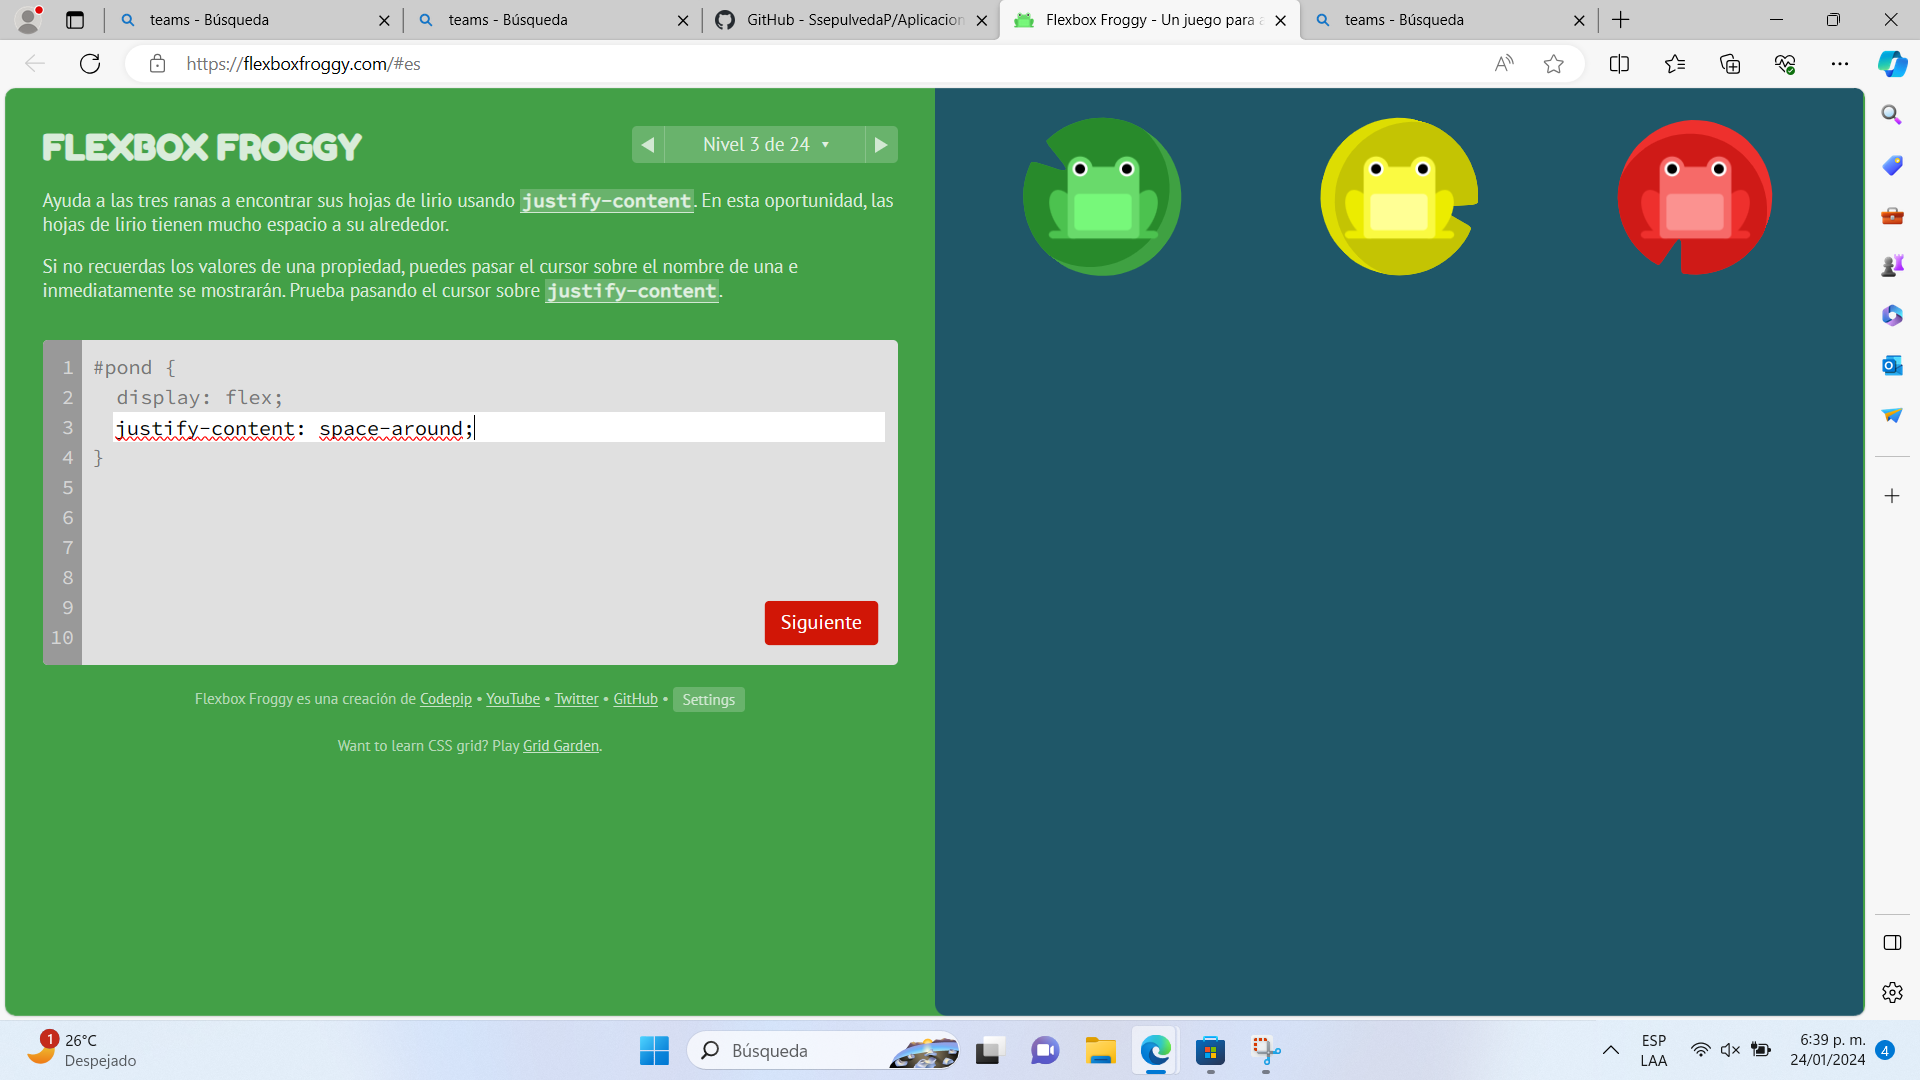 teams - Búsqueda
teams - Búsqueda
GitHub - SsepulvedaP/Aplicacion
Flexbox Froggy - Un juego para a
teams - Búsqueda
https://flexboxfroggy.com/#es
FLEXBOX FROGGY
Nivel 3 de 24
Ayuda a las tres ranas a encontrar sus hojas de lirio usando justify-content. En esta oportunidad, las
hojas de lirio tienen mucho espacio a su alrededor.
Si no recuerdas los valores de una propiedad, puedes pasar el cursor sobre el nombre de una e
inmediatamente se mostrarán. Prueba pasando el cursor sobre justify-content.
1 #pond {
2 display: flex;
3 justify-content: space-around;
4 }
5
6
7
8
9
10
Siguiente
Flexbox Froggy es una creación de Codepip • YouTube • Twitter • GitHub • Settings
Want to learn CSS grid? Play Grid Garden.
1
26°C
Despejado
Búsqueda
ESP
LAA
6:39 p. m.
24/01/2024
4